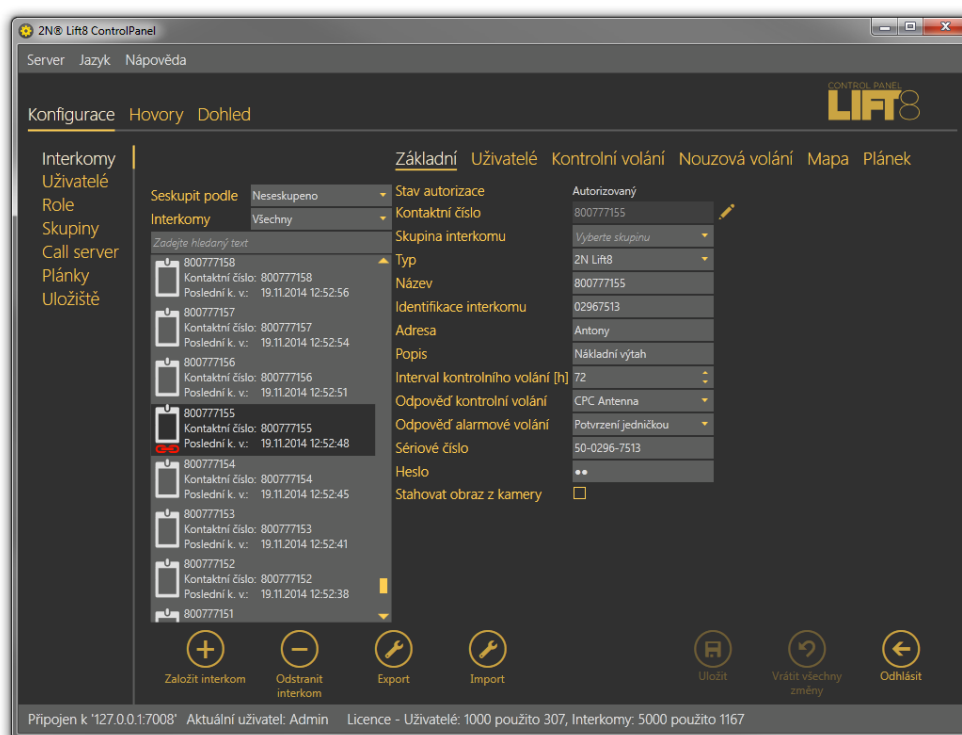 2N® Lift8 ControlPanel
Server Jazyk Nápověda
CONTROL PANEL
LIFT8
Konfigurace Hovory Dohled
Interkomy
Uživatelé
Role
Skupiny
Call server
Plánky
Uložiště
Seskupit podle Neseskupeno
Interkomy Všechny
Zadejte hledaný text
800777158
Kontaktní číslo: 800777158
Poslední k. v.: 19.11.2014 12:52:56
800777157
Kontaktní číslo: 800777157
Poslední k. v.: 19.11.2014 12:52:54
800777156
Kontaktní číslo: 800777156
Poslední k. v.: 19.11.2014 12:52:51
800777155
Kontaktní číslo: 800777155
Poslední k. v.: 19.11.2014 12:52:48
800777154
Kontaktní číslo: 800777154
Poslední k. v.: 19.11.2014 12:52:45
800777153
Kontaktní číslo: 800777153
Poslední k. v.: 19.11.2014 12:52:41
800777152
Kontaktní číslo: 800777152
Poslední k. v.: 19.11.2014 12:52:38
800777151
Základní Uživatelé Kontrolní volání Nouzová volání Mapa Plánek
Stav autorizace Autorizovaný
Kontaktní číslo 800777155
Skupina interkomu Vyberte skupinu
Typ 2N Lift8
Název 800777155
Identifikace interkomu 02967513
Adresa Antony
Popis Nákladní výtah
Interval kontrolního volání [h] 72
Odpověď kontrolní volání CPC Antenna
Odpověď alarmové volání Potvrzení jedničkou
Sériové číslo 50-0296-7513
Heslo ●●
Stahovat obraz z kamery
Založit interkom
Odstranit interkom
Export
Import
Uložit
Vrátit všechny změny
Odhlásit
Připojen k '127.0.0.1:7008' Aktuální uživatel: Admin Licence - Uživatelé: 1000 použito 307, Interkomy: 5000 použito 1167